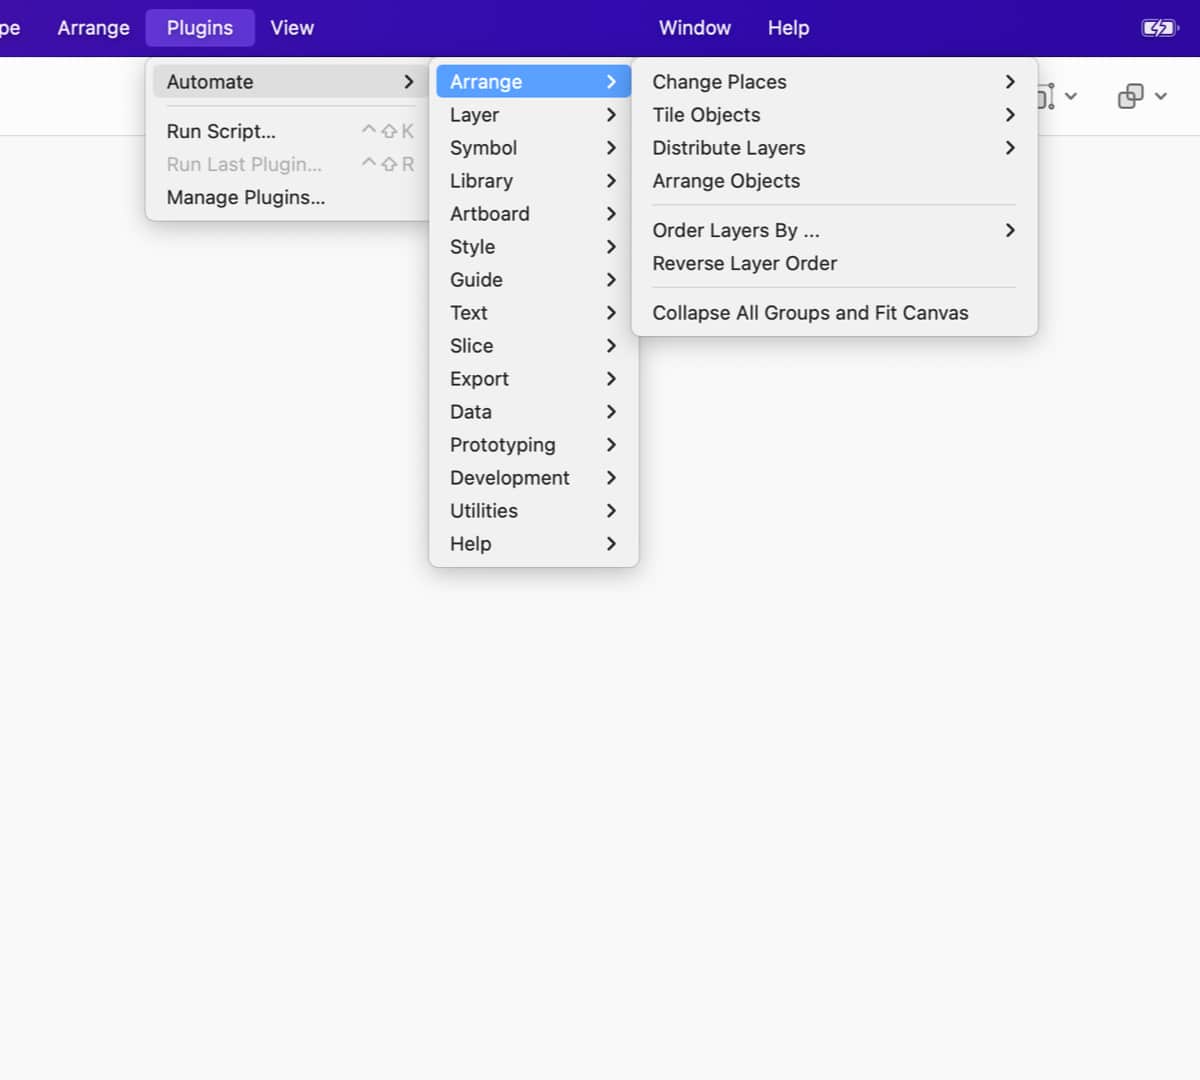 pe Arrange Plugins View Window Help
Automate
Run Script... ^⇧K
Run Last Plugin... ^⇧R
Manage Plugins...
Arrange
Layer
Symbol
Library
Artboard
Style
Guide
Text
Slice
Export
Data
Prototyping
Development
Utilities
Help
Change Places
Tile Objects
Distribute Layers
Arrange Objects
Order Layers By ...
Reverse Layer Order
Collapse All Groups and Fit Canvas